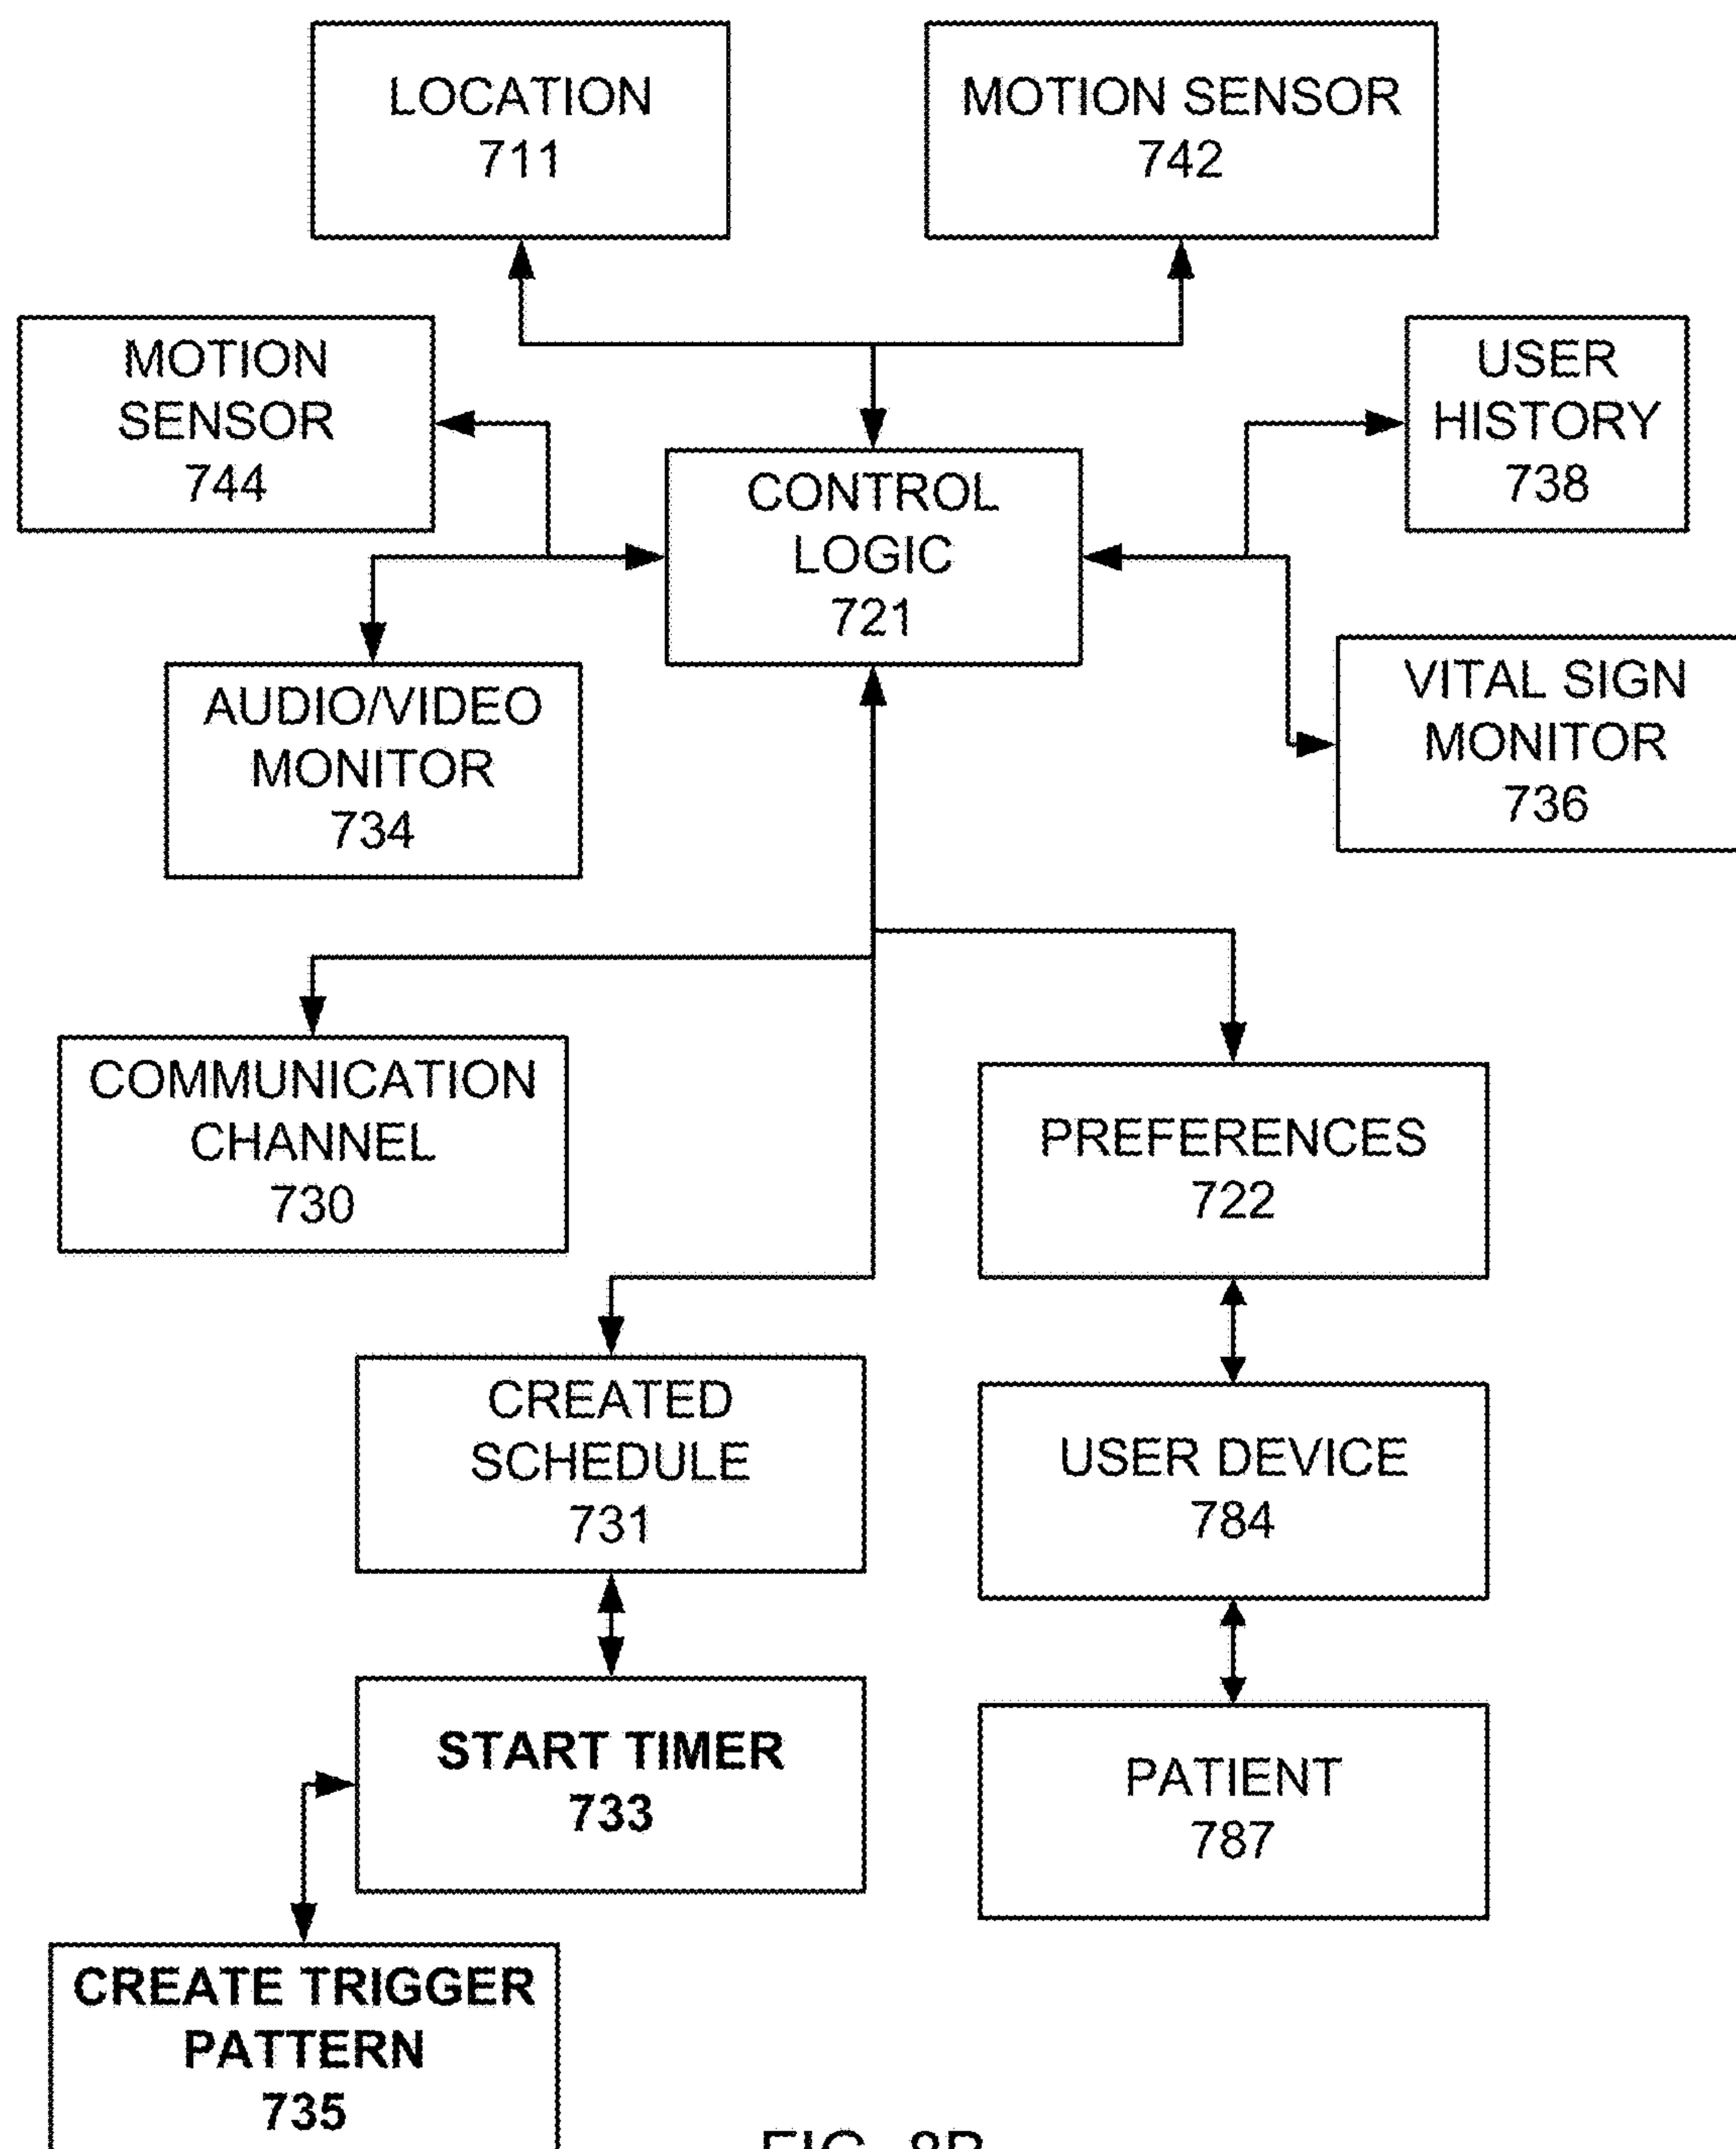 LOCATION
711
MOTION SENSOR
742
MOTION
SENSOR
744
USER
HISTORY
738
CONTROL
LOGIC
721
AUDIO/VIDEO
MONITOR
734
VITAL SIGN
MONITOR
736
COMMUNICATION
CHANNEL
730
PREFERENCES
722
CREATED
SCHEDULE
731
USER DEVICE
784
START TIMER
733
PATIENT
787
CREATE TRIGGER
PATTERN
735
FIG. 8B